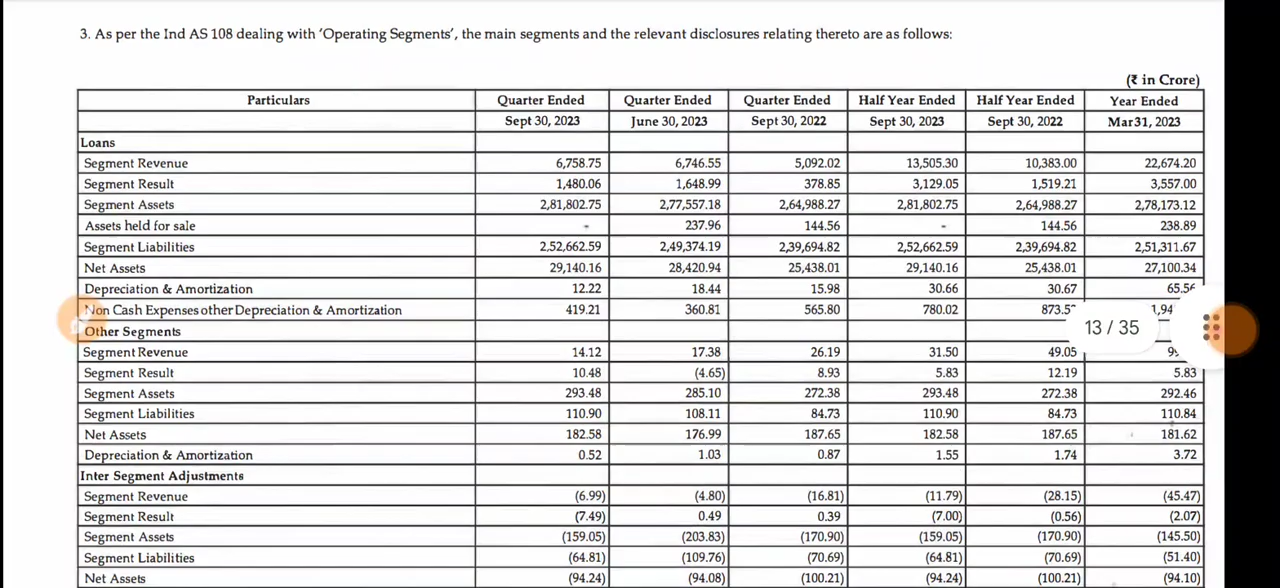 3. As per the Ind AS 108 dealing with 'Operating Segments', the main segments and the relevant disclosures relating thereto are as follows:
(₹ in Crore)
Particulars Quarter Ended Quarter Ended Quarter Ended Half Year Ended Half Year Ended Year Ended
Sept 30, 2023 June 30, 2023 Sept 30, 2022 Sept 30, 2023 Sept 30, 2022 Mar31, 2023
Loans
Segment Revenue 6,758.75 6,746.55 5,092.02 13,505.30 10,383.00 22,674.20
Segment Result 1,480.06 1,648.99 378.85 3,129.05 1,519.21 3,557.00
Segment Assets 2,81,802.75 2,77,557.18 2,64,988.27 2,81,802.75 2,64,988.27 2,78,173.12
Assets held for sale - 237.96 144.56 - 144.56 238.89
Segment Liabilities 2,52,662.59 2,49,374.19 2,39,694.82 2,52,662.59 2,39,694.82 2,51,311.67
Net Assets 29,140.16 28,420.94 25,438.01 29,140.16 25,438.01 27,100.34
Depreciation & Amortization 12.22 18.44 15.98 30.66 30.67 65.56
Non Cash Expenses other Depreciation & Amortization 419.21 360.81 565.80 780.02
13 / 35
Other Segments
Segment Revenue 14.12 17.38 26.19 31.50 49.05
Segment Result 10.48 (4.65) 8.93 5.83 12.19 5.83
Segment Assets 293.48 285.10 272.38 293.48 272.38 292.46
Segment Liabilities 110.90 108.11 84.73 110.90 84.73 110.84
Net Assets 182.58 176.99 187.65 182.58 187.65 181.62
Depreciation & Amortization 0.52 1.03 0.87 1.55 1.74 3.72
Inter Segment Adjustments
Segment Revenue (6.99) (4.80) (16.81) (11.79) (28.15) (45.47)
Segment Result (7.49) 0.49 0.39 (7.00) (0.56) (2.07)
Segment Assets (159.05) (203.83) (170.90) (159.05) (170.90) (145.50)
Segment Liabilities (64.81) (109.76) (70.69) (64.81) (70.69) (51.40)
Net Assets (94.24) (94.08) (100.21) (94.24) (100.21) (94.10)